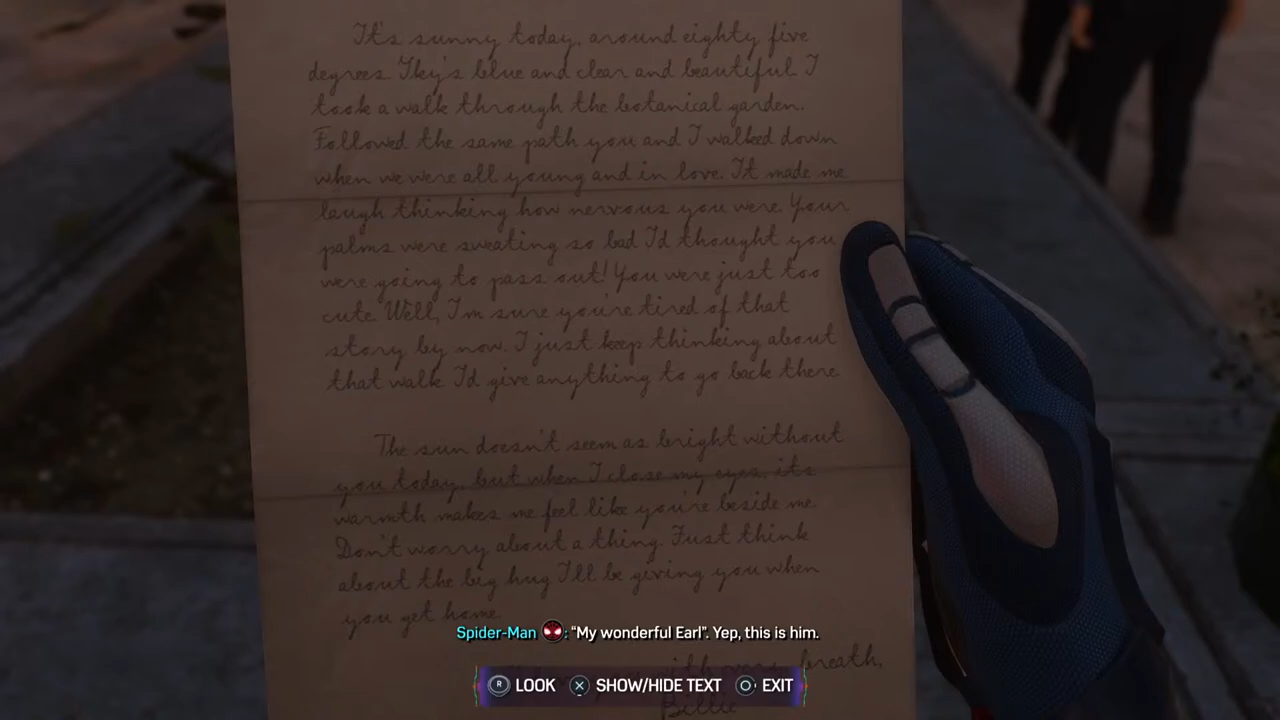 It's sunny today, around eighty five
degrees. Sky's blue and clear and beautiful. I
took a walk through the botanical garden.
Followed the same path you and I walked down
when we were all young and in love. It made me
laugh thinking how nervous you were. Your
palms were sweating so bad I'd thought you
were going to pass out! You were just too
cute. Well, I'm sure you're tired of that
story by now. I just keep thinking about
that walk. I'd give anything to go back there
The sun doesn't seem as bright without
you today, but when I close my eyes, its
warmth makes me feel like you're beside me.
Don't worry about a thing. Just think
about the big hug I'll be giving you when
you get home.
Spider-Man : "My wonderful Earl". Yep, this is him.
with every breath,
R LOOK SHOW/HIDE TEXT EXIT
Billie